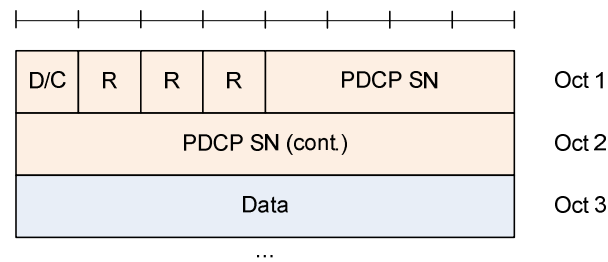 D/C R R R PDCP SN Oct 1
PDCP SN (cont.) Oct 2
Data Oct 3
...